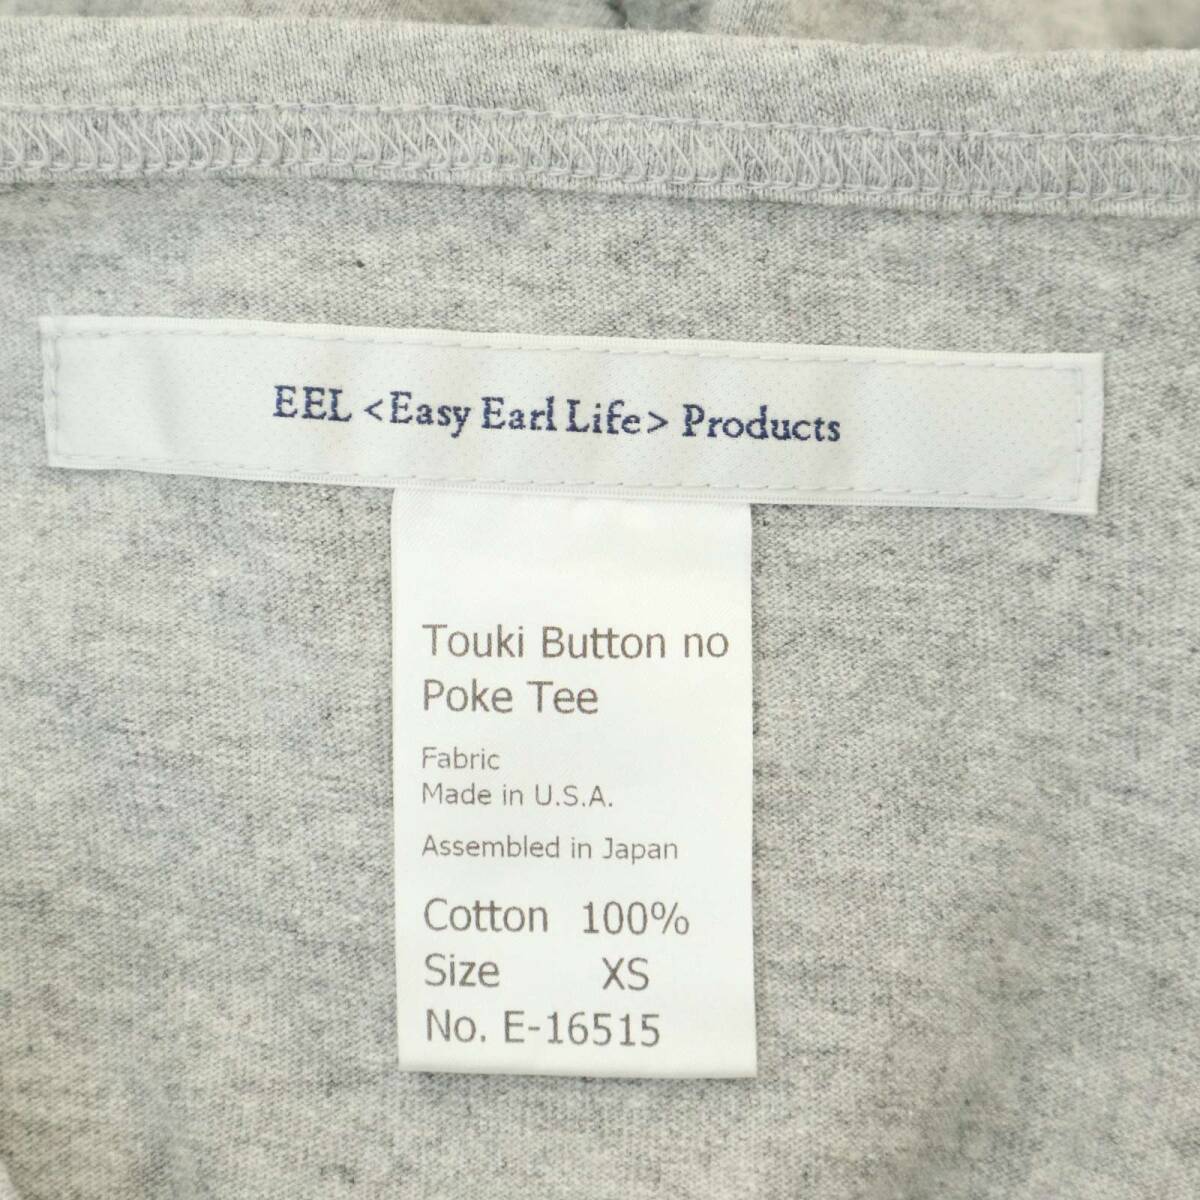 EEL <Easy Earl Life> Products
Touki Button no
Poke Tee
Fabric
Made in U.S.A.
Assembled in Japan
Cotton 100%
Size XS
No. E-16515